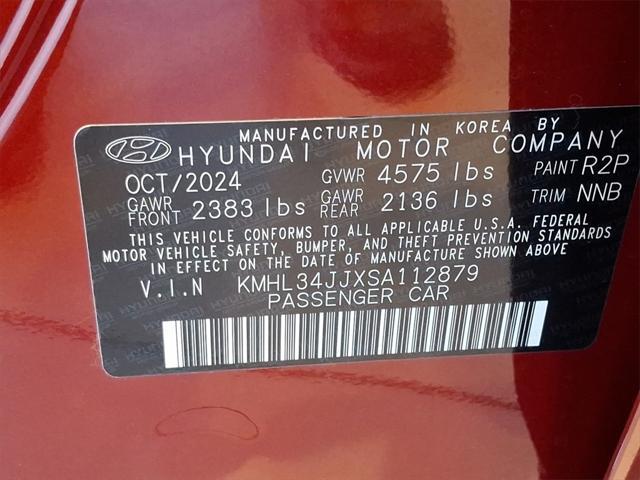 MANUFACTURED IN KOREA BY
HYUNDAI MOTOR COMPANY
OCT/2024 GVWR 4575 lbs PAINT R2P
GAWR FRONT 2383 lbs GAWR REAR 2136 lbs TRIM NNB
THIS VEHICLE CONFORMS TO ALL APPLICABLE U.S.A. FEDERAL
MOTOR VEHICLE SAFETY, BUMPER, AND THEFT PREVENTION STANDARDS
IN EFFECT ON THE DATE OF MANUFACTURE SHOWN ABOVE
V.I.N KMHL34JJXSA112879
PASSENGER CAR